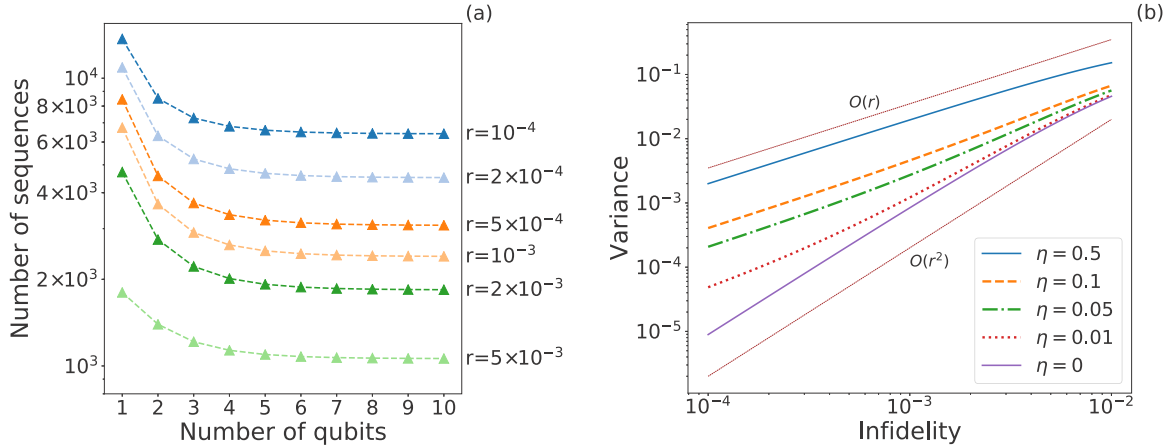 (a)
Number of sequences
10⁴
8×10³
6×10³
4×10³
2×10³
10³
r=10⁻⁴
r=2×10⁻⁴
r=5×10⁻⁴
r=10⁻³
r=2×10⁻³
r=5×10⁻³
1 2 3 4 5 6 7 8 9 10
Number of qubits
(b)
Variance
10⁻¹
10⁻²
10⁻³
10⁻⁴
10⁻⁵
O(r)
O(r²)
η = 0.5
η = 0.1
η = 0.05
η = 0.01
η = 0
10⁻⁴ 10⁻³ 10⁻²
Infidelity